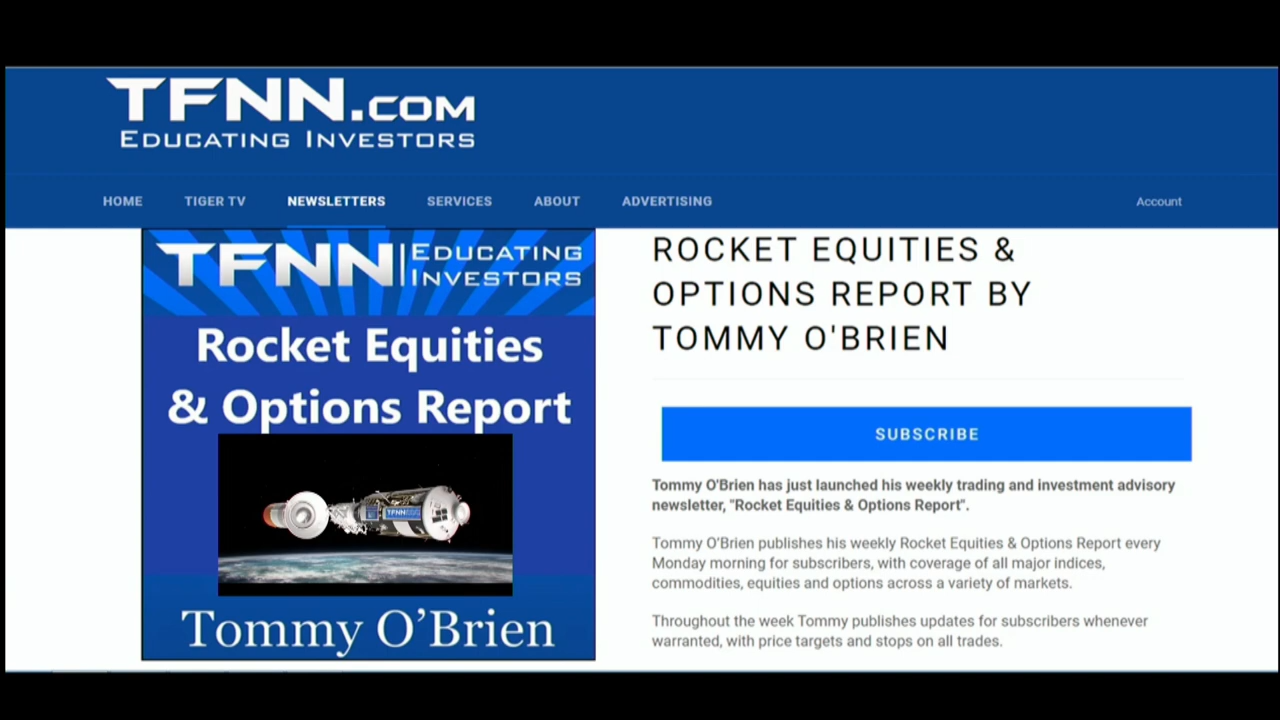 TFNN.COM
EDUCATING INVESTORS
HOME TIGER TV NEWSLETTERS SERVICES ABOUT ADVERTISING Account
TFNN EDUCATING
INVESTORS
Rocket Equities
& Options Report
TFNN
Tommy O’Brien
ROCKET EQUITIES &
OPTIONS REPORT BY
TOMMY O'BRIEN
SUBSCRIBE
Tommy O'Brien has just launched his weekly trading and investment advisory
newsletter, "Rocket Equities & Options Report".
Tommy O'Brien publishes his weekly Rocket Equities & Options Report every
Monday morning for subscribers, with coverage of all major indices,
commodities, equities and options across a variety of markets.
Throughout the week Tommy publishes updates for subscribers whenever
warranted, with price targets and stops on all trades.